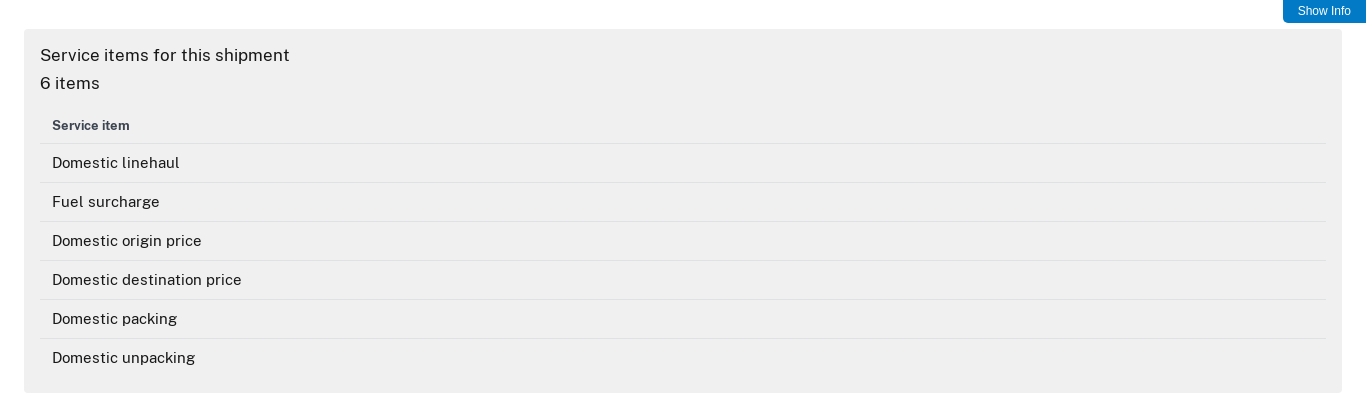 Show Info
Service items for this shipment
6 items
Service item
Domestic linehaul
Fuel surcharge
Domestic origin price
Domestic destination price
Domestic packing
Domestic unpacking